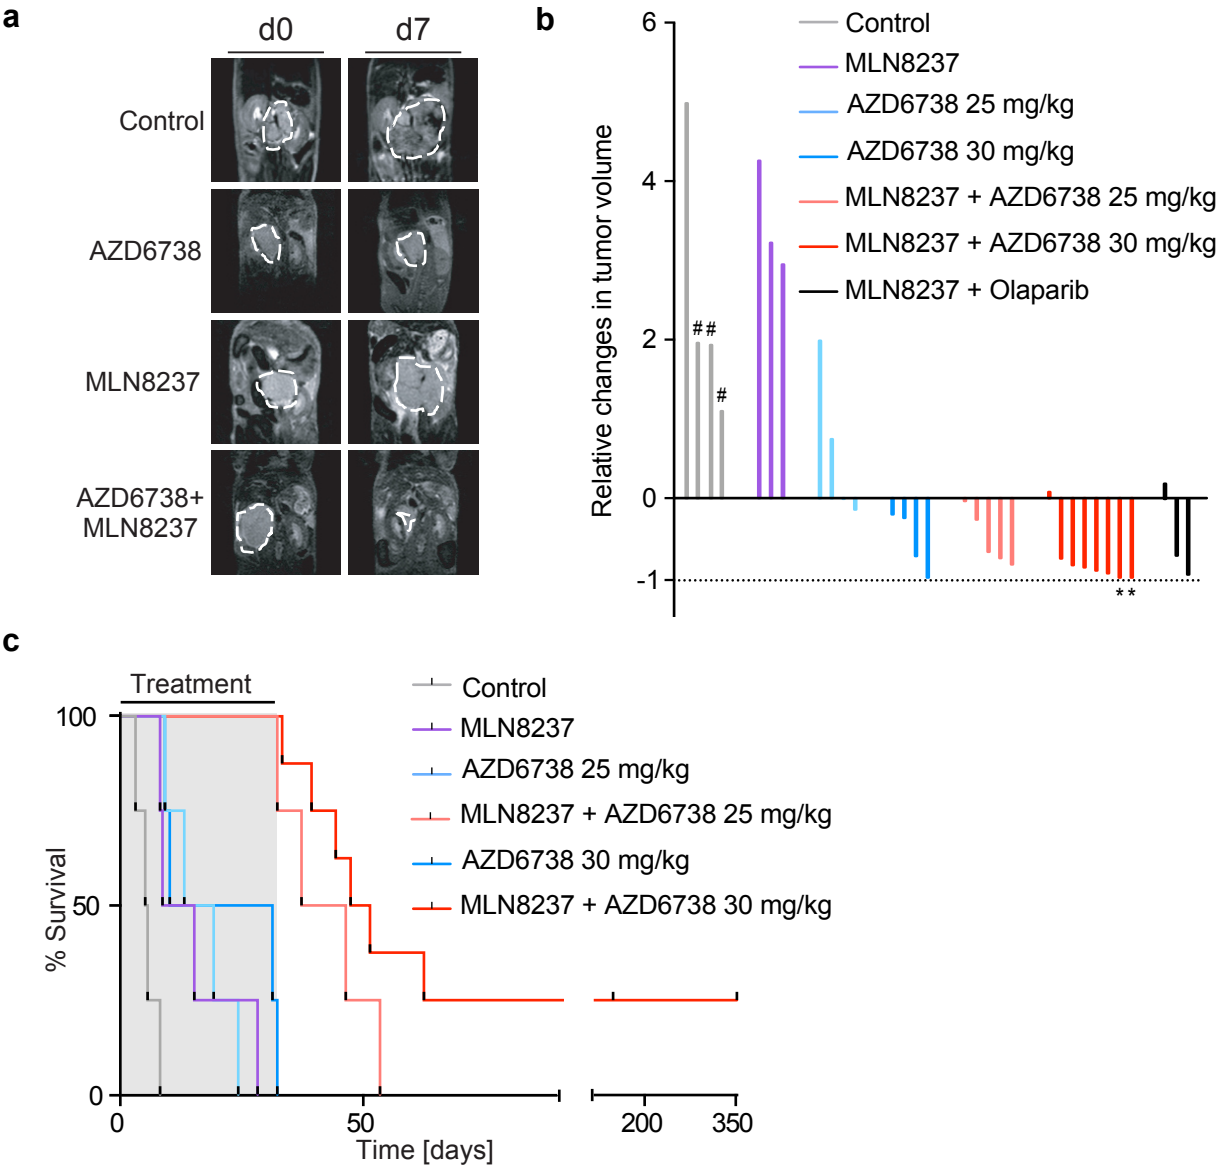 a
d0 d7
Control
AZD6738
MLN8237
AZD6738+
MLN8237
b
Relative changes in tumor volume
6
4
2
0
-1
Control
MLN8237
AZD6738 25 mg/kg
AZD6738 30 mg/kg
MLN8237 + AZD6738 25 mg/kg
MLN8237 + AZD6738 30 mg/kg
MLN8237 + Olaparib
# #
#
* *
c
Treatment
% Survival
100
50
0
Control
MLN8237
AZD6738 25 mg/kg
MLN8237 + AZD6738 25 mg/kg
AZD6738 30 mg/kg
MLN8237 + AZD6738 30 mg/kg
0 50 200 350
Time [days]